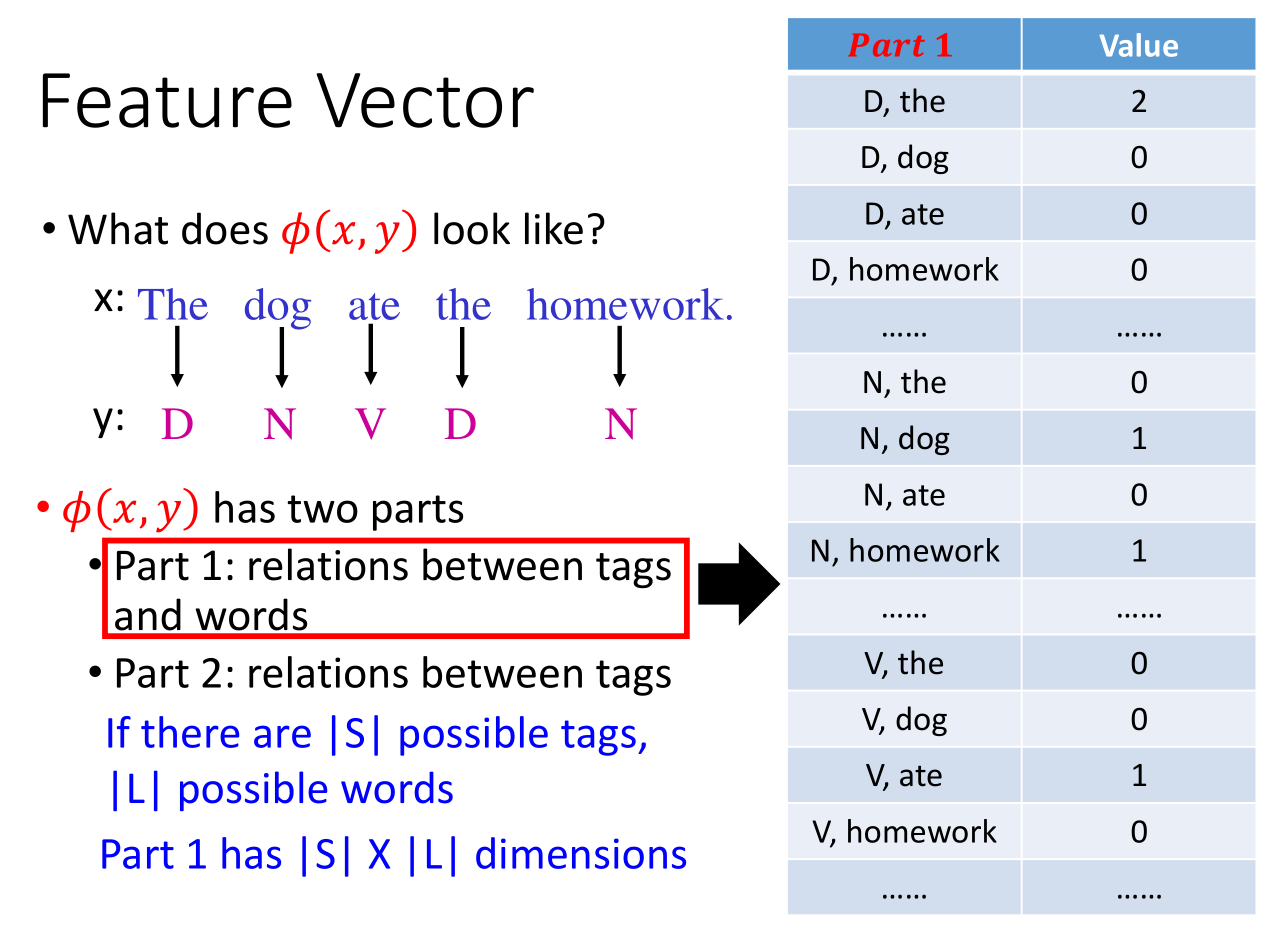 Feature Vector
• What does ϕ(x, y) look like?
x: The dog ate the homework.
y: D N V D N
• ϕ(x, y) has two parts
• Part 1: relations between tags
and words
• Part 2: relations between tags
If there are |S| possible tags,
|L| possible words
Part 1 has |S| X |L| dimensions
Part 1 Value
D, the 2
D, dog 0
D, ate 0
D, homework 0
…… ……
N, the 0
N, dog 1
N, ate 0
N, homework 1
…… ……
V, the 0
V, dog 0
V, ate 1
V, homework 0
…… ……